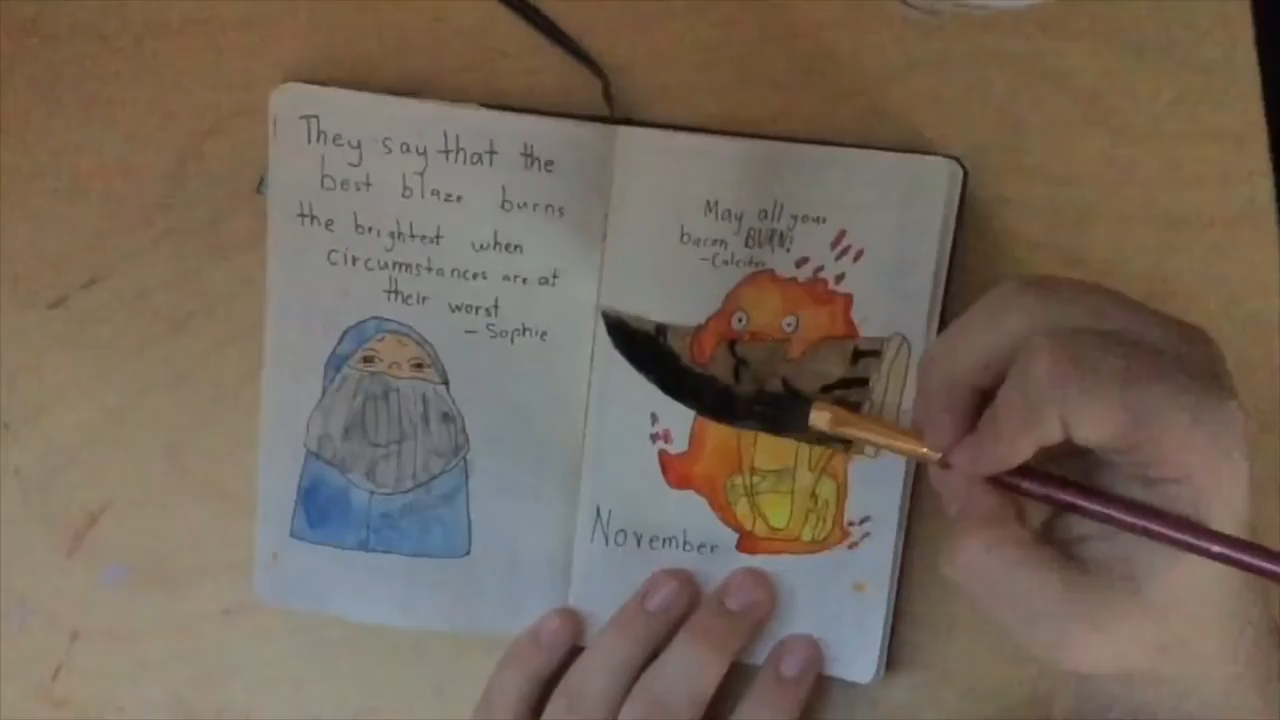 They say that the
best blaze burns
the brightest when
circumstances are at
their worst
- Sophie
May all your
bacon BURN!
-Calcifer
November